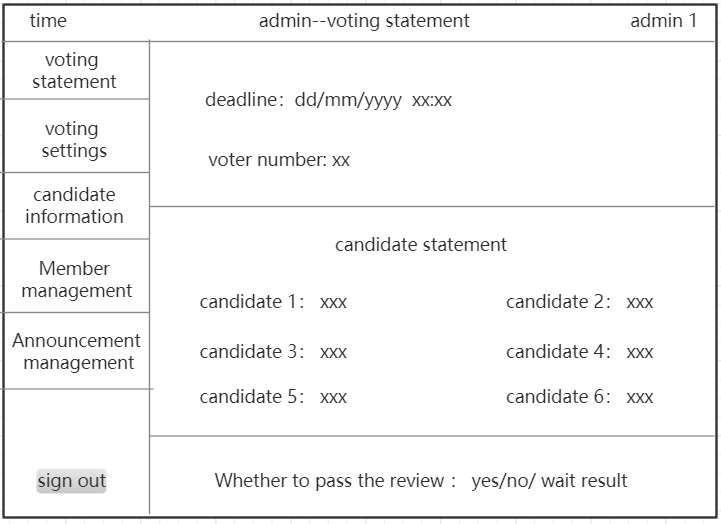 time
admin--voting statement
admin 1
voting
statement
voting
settings
candidate
information
Member
management
Announcement
management
sign out
deadline： dd/mm/yyyy xx:xx
voter number: xx
candidate statement
candidate 1： xxx
candidate 2： xxx
candidate 3： xxx
candidate 4： xxx
candidate 5： xxx
candidate 6： xxx
Whether to pass the review： yes/no/ wait result